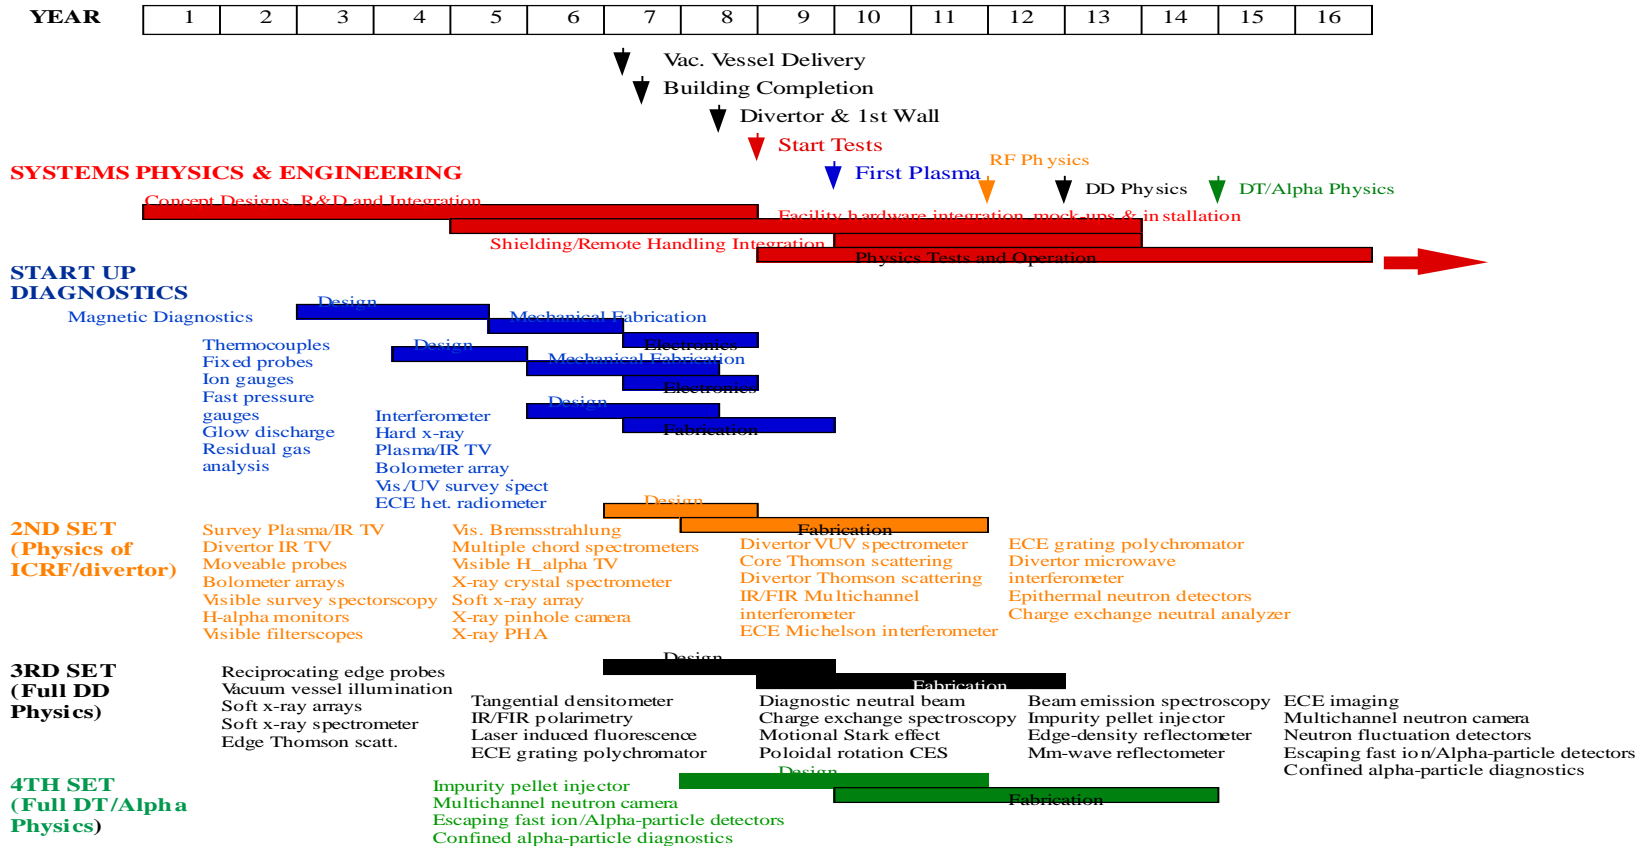 YEAR 1 2 3 4 5 6 7 8 9 10 11 12 13 14 15 16
Vac. Vessel Delivery
Building Completion
Divertor & 1st Wall
Start Tests
RF Physics
SYSTEMS PHYSICS & ENGINEERING
First Plasma
DD Physics
DT/Alpha Physics
Concept Designs, R&D and Integration
Facility hardware integration, mock-ups & installation
Shielding/Remote Handling Integration
Physics Tests and Operation
START UP
DIAGNOSTICS
Magnetic Diagnostics
Design
Mechanical Fabrication
Electronics
Thermocouples
Fixed probes
Ion gauges
Fast pressure
gauges
Glow discharge
Residual gas
analysis
Design
Mechanical Fabrication
Electronics
Interferometer
Hard x-ray
Plasma/IR TV
Bolometer array
Vis./UV survey spect
ECE het. radiometer
Design
Fabrication
2ND SET
(Physics of
ICRF/divertor)
Design
Fabrication
Survey Plasma/IR TV
Divertor IR TV
Moveable probes
Bolometer arrays
Visible survey spectorscopy
H-alpha monitors
Visible filterscopes
Vis. Bremsstrahlung
Multiple chord spectrometers
Visible H_alpha TV
X-ray crystal spectrometer
Soft x-ray array
X-ray pinhole camera
X-ray PHA
Divertor VUV spectrometer
Core Thomson scattering
Divertor Thomson scattering
IR/FIR Multichannel
interferometer
ECE Michelson interferometer
ECE grating polychromator
Divertor microwave
interferometer
Epithermal neutron detectors
Charge exchange neutral analyzer
3RD SET
(Full DD
Physics)
Design
Fabrication
Reciprocating edge probes
Vacuum vessel illumination
Soft x-ray arrays
Soft x-ray spectrometer
Edge Thomson scatt.
Tangential densitometer
IR/FIR polarimetry
Laser induced fluorescence
ECE grating polychromator
Diagnostic neutral beam
Charge exchange spectroscopy
Motional Stark effect
Poloidal rotation CES
Beam emission spectroscopy
Impurity pellet injector
Edge-density reflectometer
Mm-wave reflectometer
ECE imaging
Multichannel neutron camera
Neutron fluctuation detectors
Escaping fast ion/Alpha-particle detectors
Confined alpha-particle diagnostics
4TH SET
(Full DT/Alpha
Physics)
Design
Fabrication
Impurity pellet injector
Multichannel neutron camera
Escaping fast ion/Alpha-particle detectors
Confined alpha-particle diagnostics